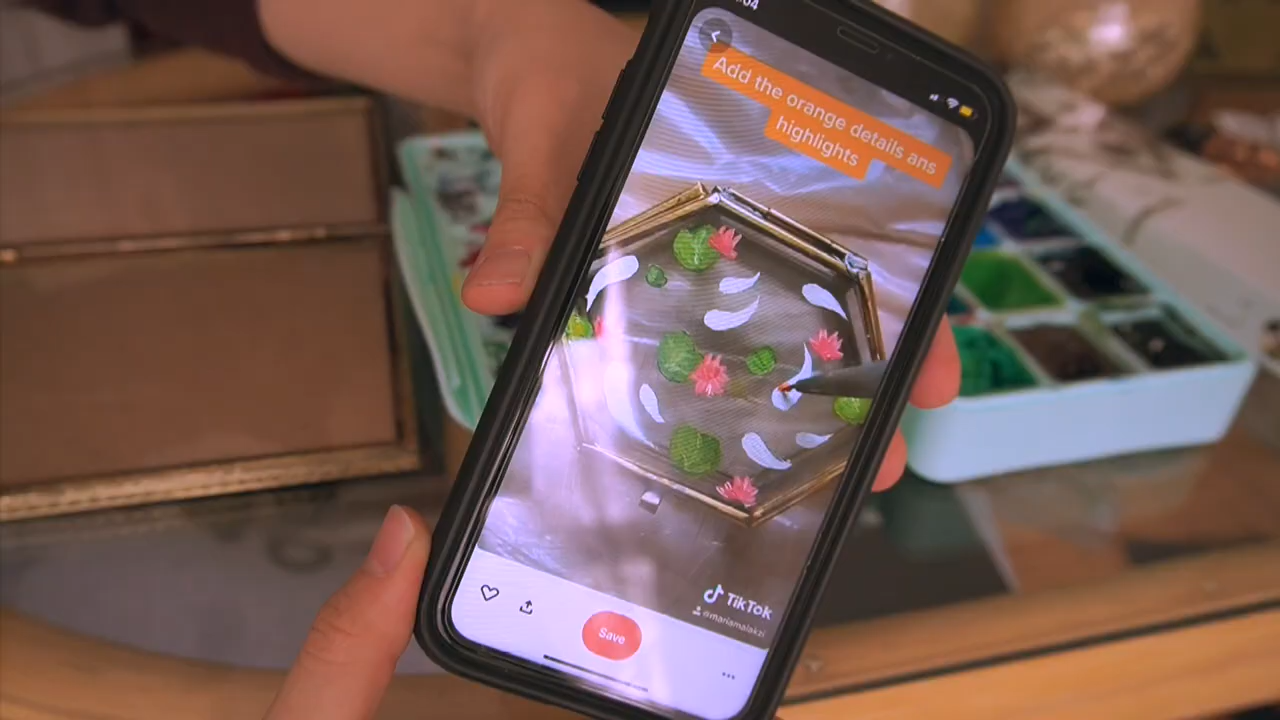 Add the orange details ans
highlights
TikTok
@mariamalakzi
Save